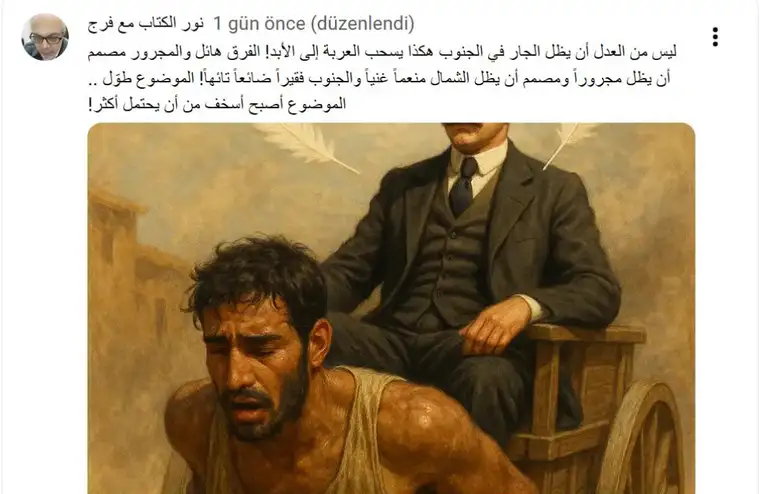 نور الكتاب مع فرج 1 gün önce (düzenlendi)
ليس من العدل أن يظل الجار في الجنوب هكذا يسحب العربة إلى الأبد! الفرق هائل والمجرور مصمم
أن يظل مجروراً ومصمم أن يظل الشمال منعماً غنياً والجنوب فقيراً ضائعاً تائهاً! الموضوع طوّل ..
الموضوع أصبح أسخف من أن يحتمل أكثر!